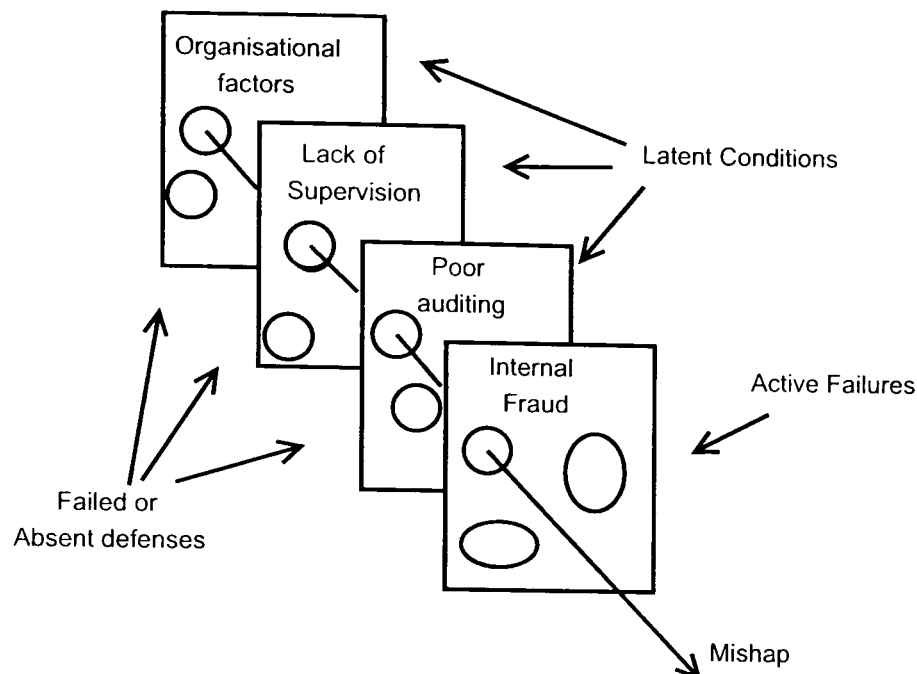 Organisational
factors
Lack of
Supervision
Latent Conditions
Poor
auditing
Internal
Fraud
Active Failures
Failed or
Absent defenses
Mishap